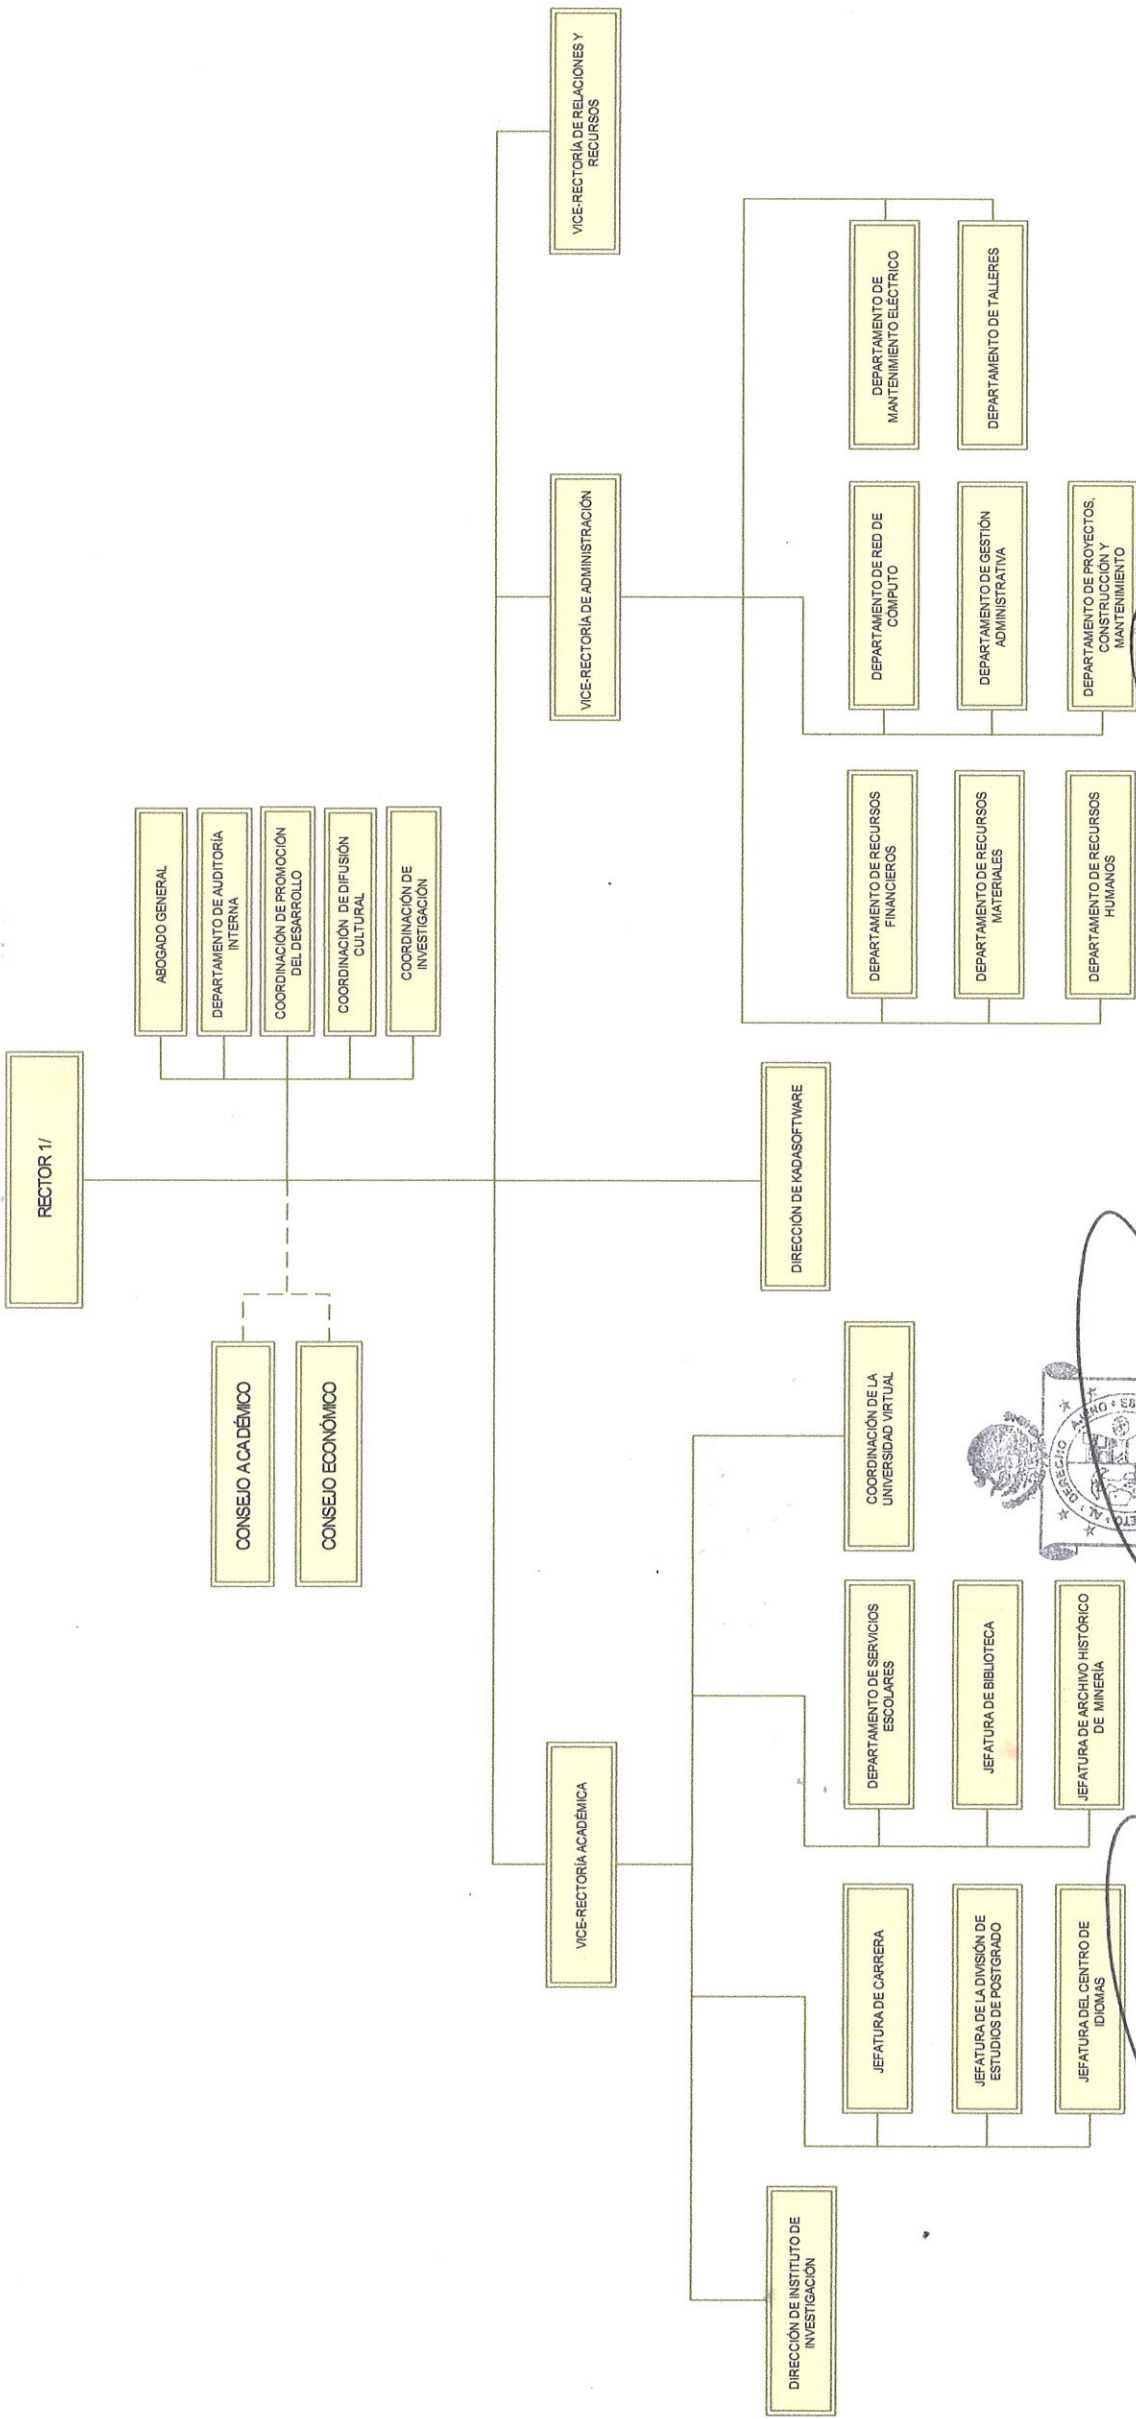 RECTOR 1/
ABOGADO GENERAL
DEPARTAMENTO DE AUDITORÍA
INTERNA
COORDINACIÓN DE PROMOCIÓN
DEL DESARROLLO
COORDINACIÓN DE DIFUSIÓN
CULTURAL
COORDINACIÓN DE
INVESTIGACIÓN
CONSEJO ACADÉMICO
CONSEJO ECONÓMICO
VICE-RECTORÍA ACADÉMICA
VICE-RECTORÍA DE ADMINISTRACIÓN
VICE-RECTORÍA DE RELACIONES Y
RECURSOS
DIRECCIÓN DE INSTITUTO DE
INVESTIGACIÓN
JEFATURA DE CARRERA
JEFATURA DE LA DIVISIÓN DE
ESTUDIOS DE POSTGRADO
JEFATURA DEL CENTRO DE
IDIOMAS
DEPARTAMENTO DE SERVICIOS
ESCOLARES
JEFATURA DE BIBLIOTECA
JEFATURA DE ARCHIVO HISTÓRICO
DE MINERÍA
COORDINACIÓN DE LA
UNIVERSIDAD VIRTUAL
DIRECCIÓN DE KADASOFTWARE
DEPARTAMENTO DE RECURSOS
FINANCIEROS
DEPARTAMENTO DE RECURSOS
MATERIALES
DEPARTAMENTO DE RECURSOS
HUMANOS
DEPARTAMENTO DE RED DE
CÓMPUTO
DEPARTAMENTO DE GESTIÓN
ADMINISTRATIVA
DEPARTAMENTO DE PROYECTOS,
CONSTRUCCIÓN Y
MANTENIMIENTO
DEPARTAMENTO DE
MANTENIMIENTO ELÉCTRICO
DEPARTAMENTO DE TALLERES
AL DERECHO AJENO